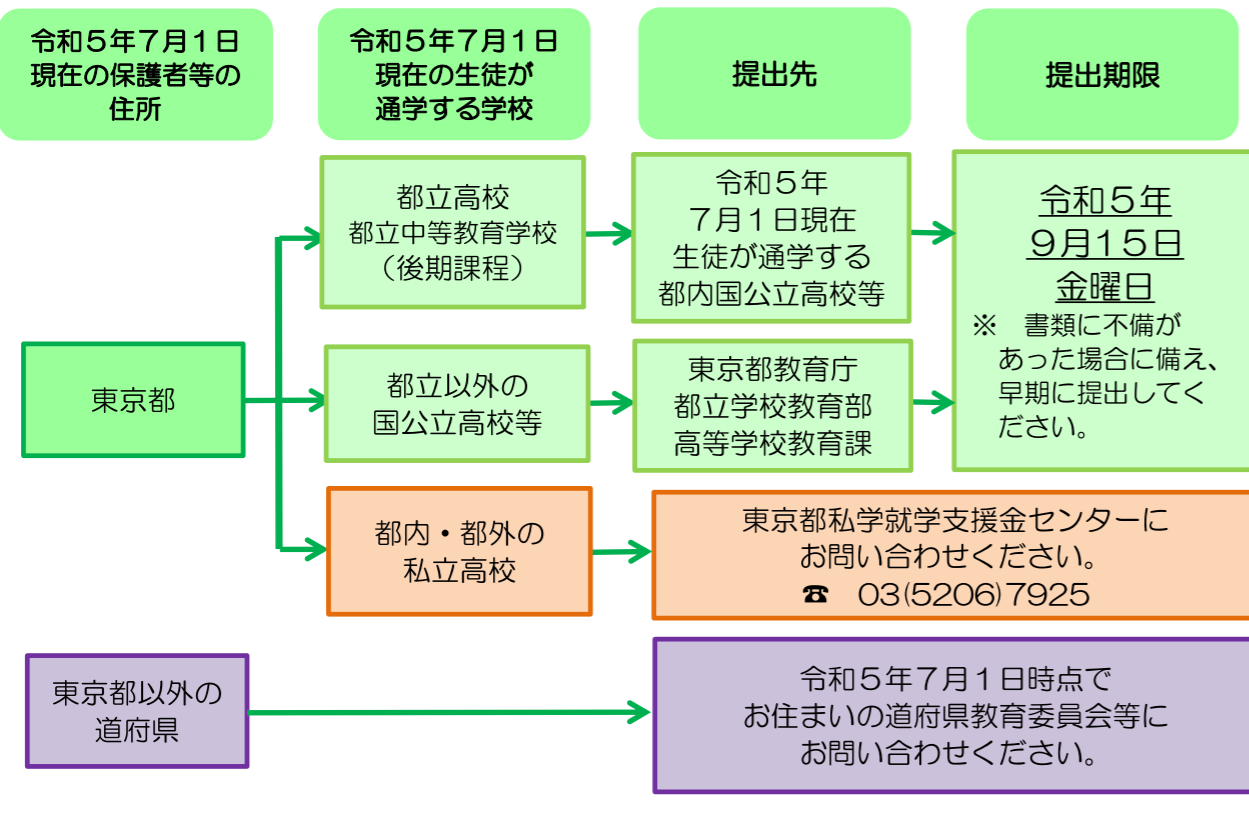 令和５年７月１日
現在の保護者等の
住所
令和５年７月１日
現在の生徒が
通学する学校
提出先
提出期限
東京都
都立高校
都立中等教育学校
（後期課程）
令和５年
７月１日現在
生徒が通学する
都内国公立高校等
令和５年
９月１５日
金曜日
※　書類に不備が
あった場合に備え、
早期に提出してく
ださい。
都立以外の
国公立高校等
東京都教育庁
都立学校教育部
高等学校教育課
都内・都外の
私立高校
東京都私学就学支援金センターに
お問い合わせください。
☎　03(5206)7925
東京都以外の
道府県
令和５年７月１日時点で
お住まいの道府県教育委員会等に
お問い合わせください。